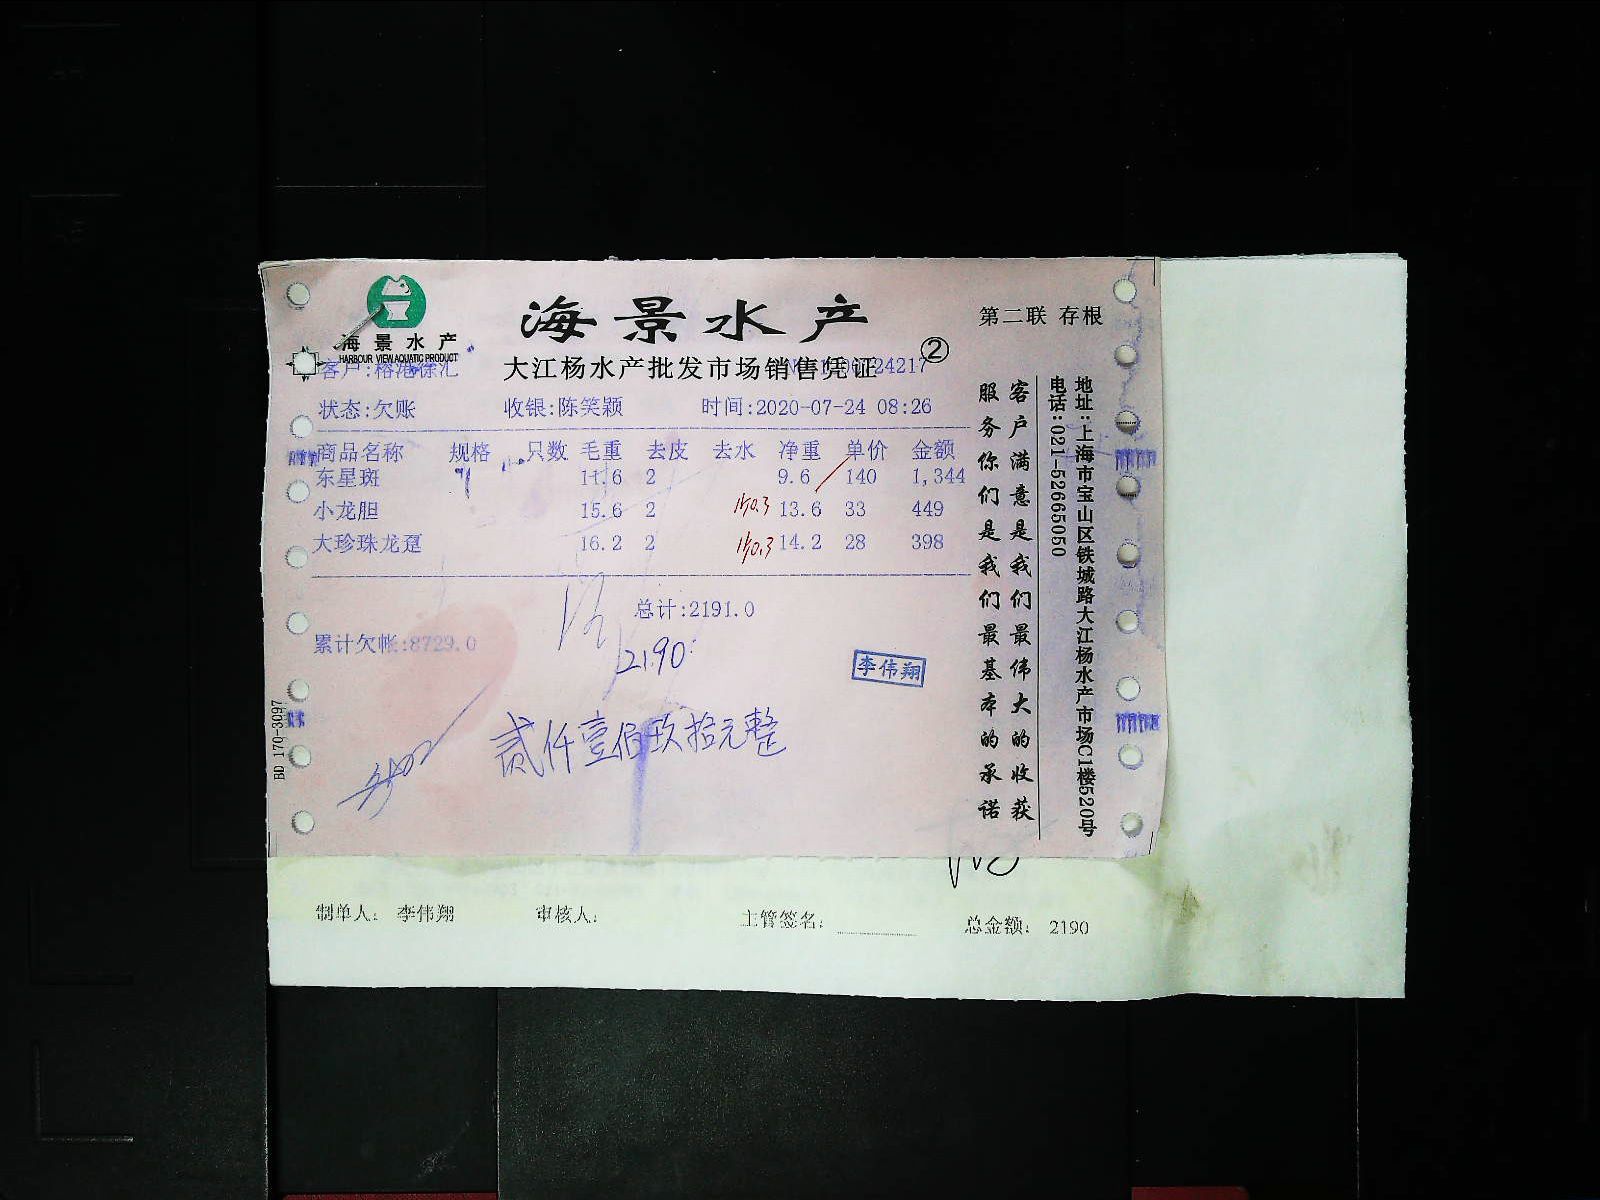 海景水产
HARBOUR VIEW AQUATIC PRODUCT
海景水产
第二联 存根
大江杨水产批发市场销售凭证
②
客户:榕港徐汇
状态:欠账 收银:陈笑颖 时间:2020-07-24 08:26
商品名称 规格 只数 毛重 去皮 去水 净重 单价 金额
东星斑 11.6 2 9.6 140 1,344
小龙胆 15.6 2 13.6 33 449
大珍珠龙趸 16.2 2 14.2 28 398
总计:2191.0
累计欠帐:8729.0
2190
李伟翔
贰仟壹佰玖拾元整
BD 170-3097
客户满意是我们最伟大的收获
服务你们是我们最基本的承诺
地址:上海市宝山区铁城路大江杨水产市场C1楼520号
电话:021-52665050
制单人: 李伟翔 审核人: 主管签名: 总金额: 2190